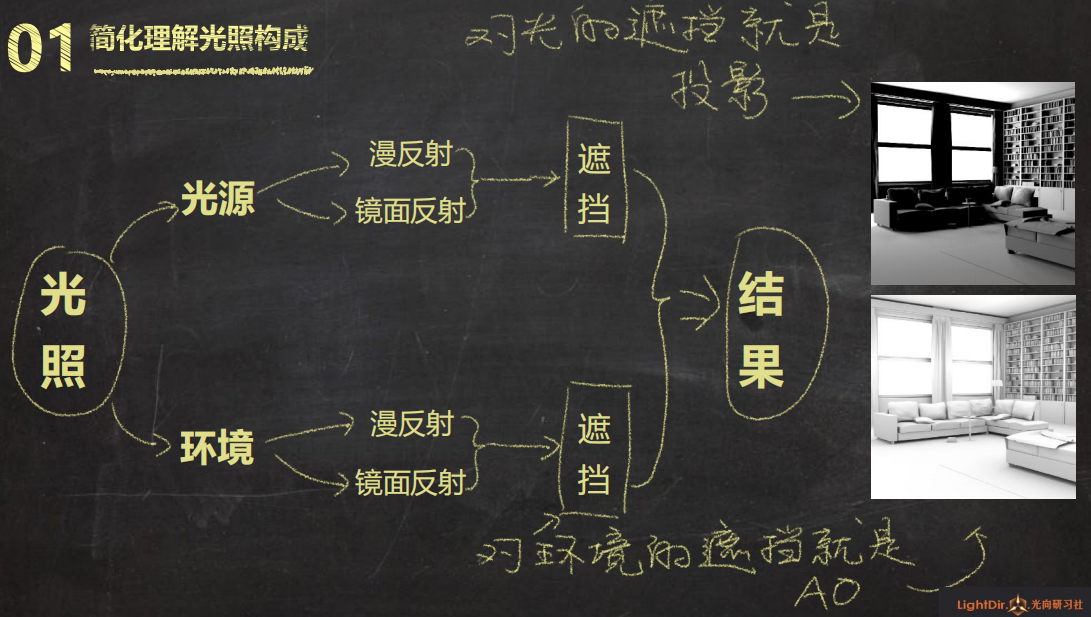 01 简化理解光照构成
对光的遮挡就是
投影
光照
光源
漫反射
镜面反射
遮挡
环境
漫反射
镜面反射
遮挡
结果
对环境的遮挡就是
AO
LightDir. 光向研习社